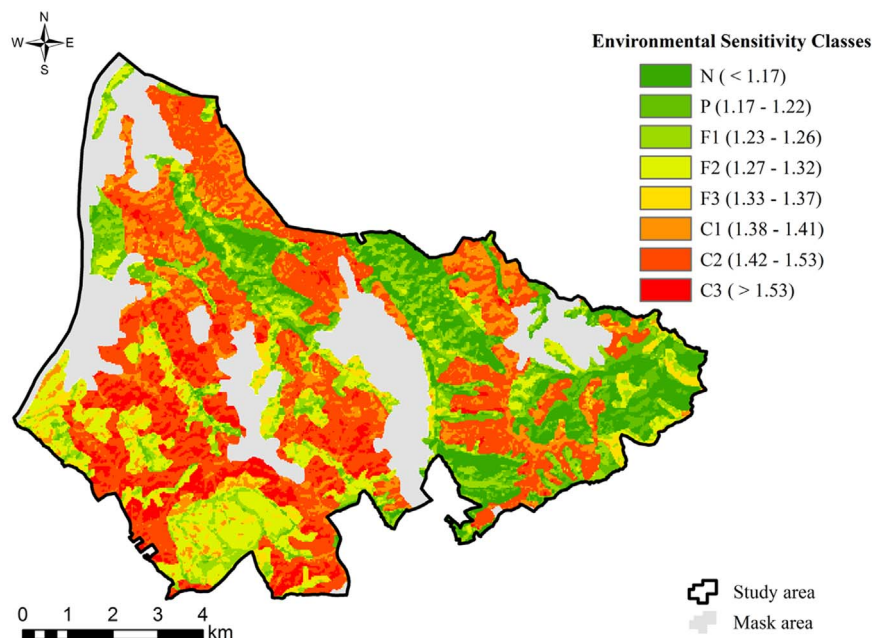 N
W E
S
Environmental Sensitivity Classes
N ( < 1.17)
P (1.17 - 1.22)
F1 (1.23 - 1.26)
F2 (1.27 - 1.32)
F3 (1.33 - 1.37)
C1 (1.38 - 1.41)
C2 (1.42 - 1.53)
C3 ( > 1.53)
Study area
Mask area
0 1 2 3 4
km